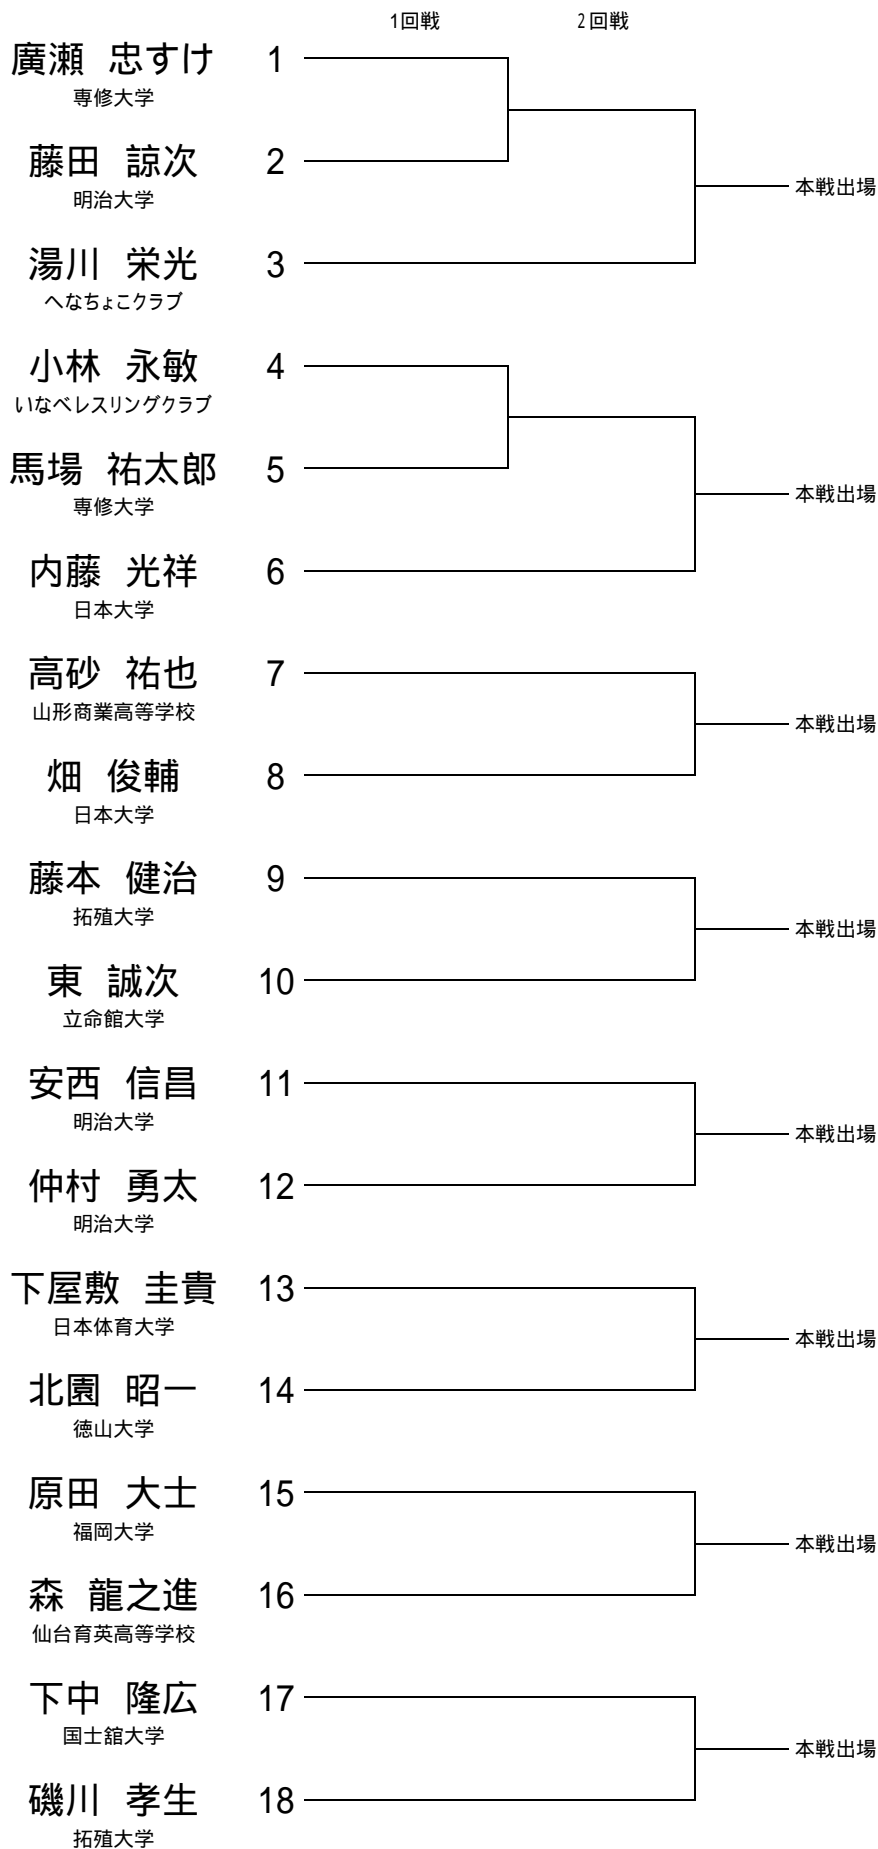 1回戦 2回戦
廣瀬 忠すけ 1
専修大学
藤田 諒次 2
明治大学
本戦出場
湯川 栄光 3
へなちょこクラブ
小林 永敏 4
いなべレスリングクラブ
馬場 祐太郎 5
専修大学
本戦出場
内藤 光祥 6
日本大学
高砂 祐也 7
山形商業高等学校
本戦出場
畑 俊輔 8
日本大学
藤本 健治 9
拓殖大学
本戦出場
東 誠次 10
立命館大学
安西 信昌 11
明治大学
本戦出場
仲村 勇太 12
明治大学
下屋敷 圭貴 13
日本体育大学
本戦出場
北園 昭一 14
徳山大学
原田 大士 15
福岡大学
本戦出場
森 龍之進 16
仙台育英高等学校
下中 隆広 17
国士舘大学
本戦出場
磯川 孝生 18
拓殖大学